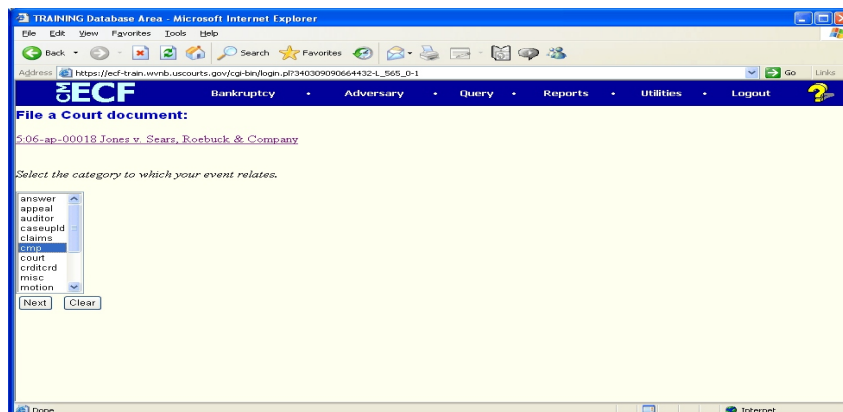 TRAINING Database Area - Microsoft Internet Explorer
File Edit View Favorites Tools Help
Back Search Favorites
Address https://ecf-train.wvnb.uscourts.gov/cgi-bin/login.pl?340309090664432-L_565_0-1 Go Links
CM ECF Bankruptcy • Adversary • Query • Reports • Utilities • Logout ?
File a Court document:
5:06-ap-00018 Jones v. Sears, Roebuck & Company
Select the category to which your event relates.
answer
appeal
auditor
caseupld
claims
cmp
court
crditcrd
misc
motion
Next Clear
Done Internet